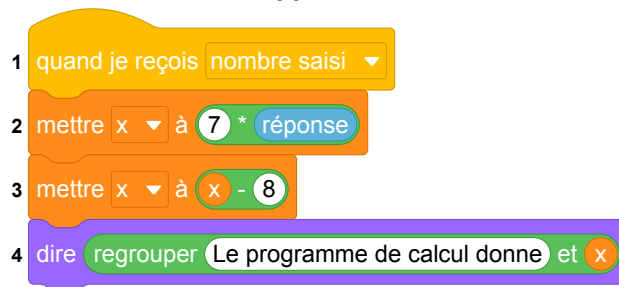 1 quand je reçois nombre saisi
2 mettre x à 7 * réponse
3 mettre x à x - 8
4 dire regrouper Le programme de calcul donne et x